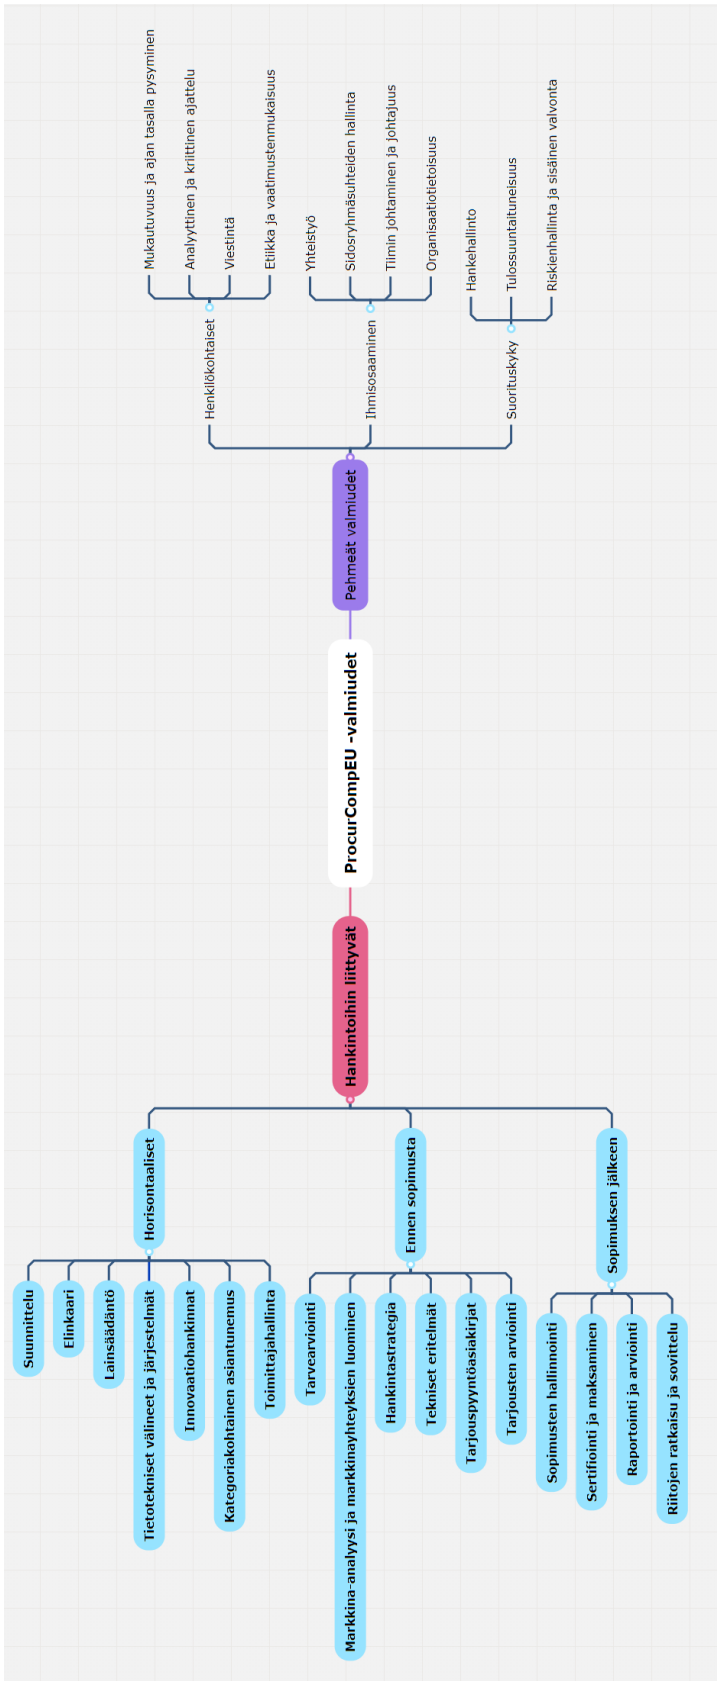 ProcurCompEU -valmiudet
Pehmeät valmiudet
Henkilökohtaiset
Mukautuvuus ja ajan tasalla pysyminen
Analyyttinen ja kriittinen ajattelu
Viestintä
Etiikka ja vaatimustenmukaisuus
Ihmisosaaminen
Yhteistyö
Sidosryhmäsuhteiden hallinta
Tiimin johtaminen ja johtajuus
Organisaatiotietoisuus
Suorituskyky
Hankehallinto
Tulossuuntaituneisuus
Riskienhallinta ja sisäinen valvonta
Hankintoihin liittyvät
Horisontaaliset
Suunnittelu
Elinkaari
Lainsäädäntö
Tietotekniset välineet ja järjestelmät
Innovaatiohankinnat
Kategoriakohtainen asiantunemus
Toimittajahallinta
Ennen sopimusta
Tarvearviointi
Markkina-analyysi ja markkinayhteyksien luominen
Hankintastrategia
Tekniset eritelmät
Tarjouspyyntöasiakirjat
Tarjousten arviointi
Sopimuksen jälkeen
Sopimusten hallinnointi
Sertifiointi ja maksaminen
Raportointi ja arviointi
Riitojen ratkaisu ja sovittelu